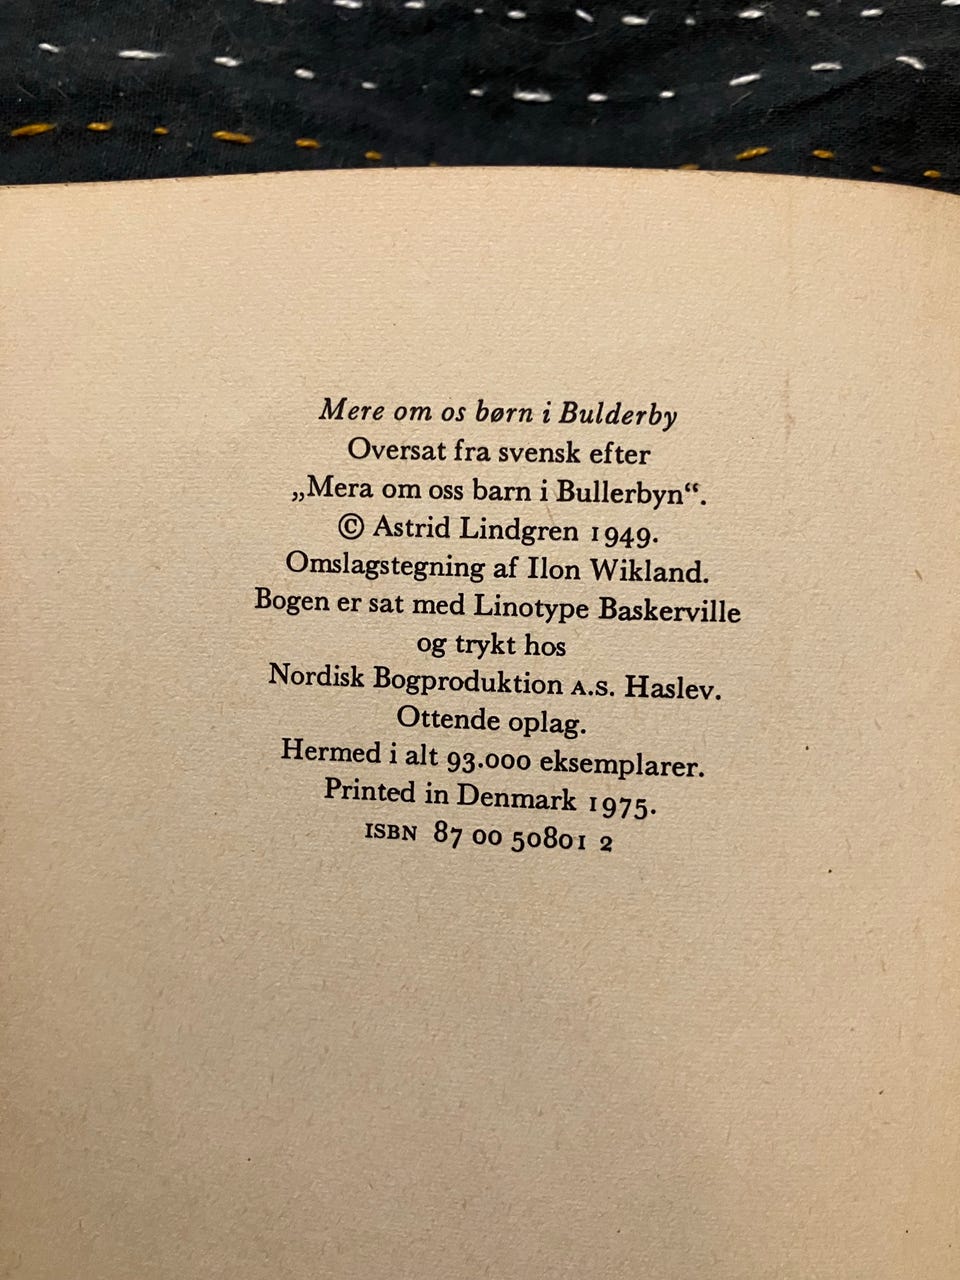 Mere om os børn i Bulderby
Oversat fra svensk efter
„Mera om oss barn i Bullerbyn“.
© Astrid Lindgren 1949.
Omslagstegning af Ilon Wikland.
Bogen er sat med Linotype Baskerville
og trykt hos
Nordisk Bogproduktion A.S. Haslev.
Ottende oplag.
Hermed i alt 93.000 eksemplarer.
Printed in Denmark 1975.
ISBN 87 00 50801 2